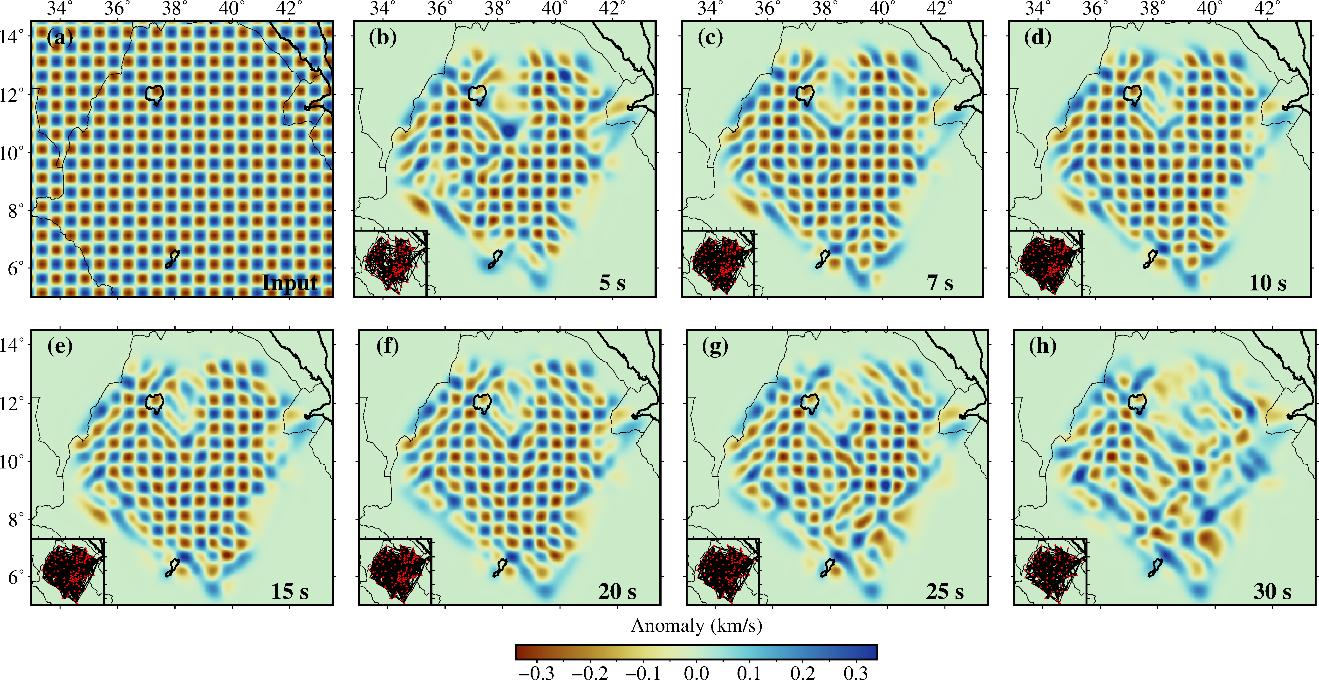 34° 36° 38° 40° 42° 34° 36° 38° 40° 42° 34° 36° 38° 40° 42° 34° 36° 38° 40° 42°
14° (a) (b) (c) (d)
12°
10°
8°
6° Input 5 s 7 s 10 s
14° (e) (f) (g) (h)
12°
10°
8°
6° 15 s 20 s 25 s 30 s
Anomaly (km/s)
−0.3 −0.2 −0.1 0.0 0.1 0.2 0.3